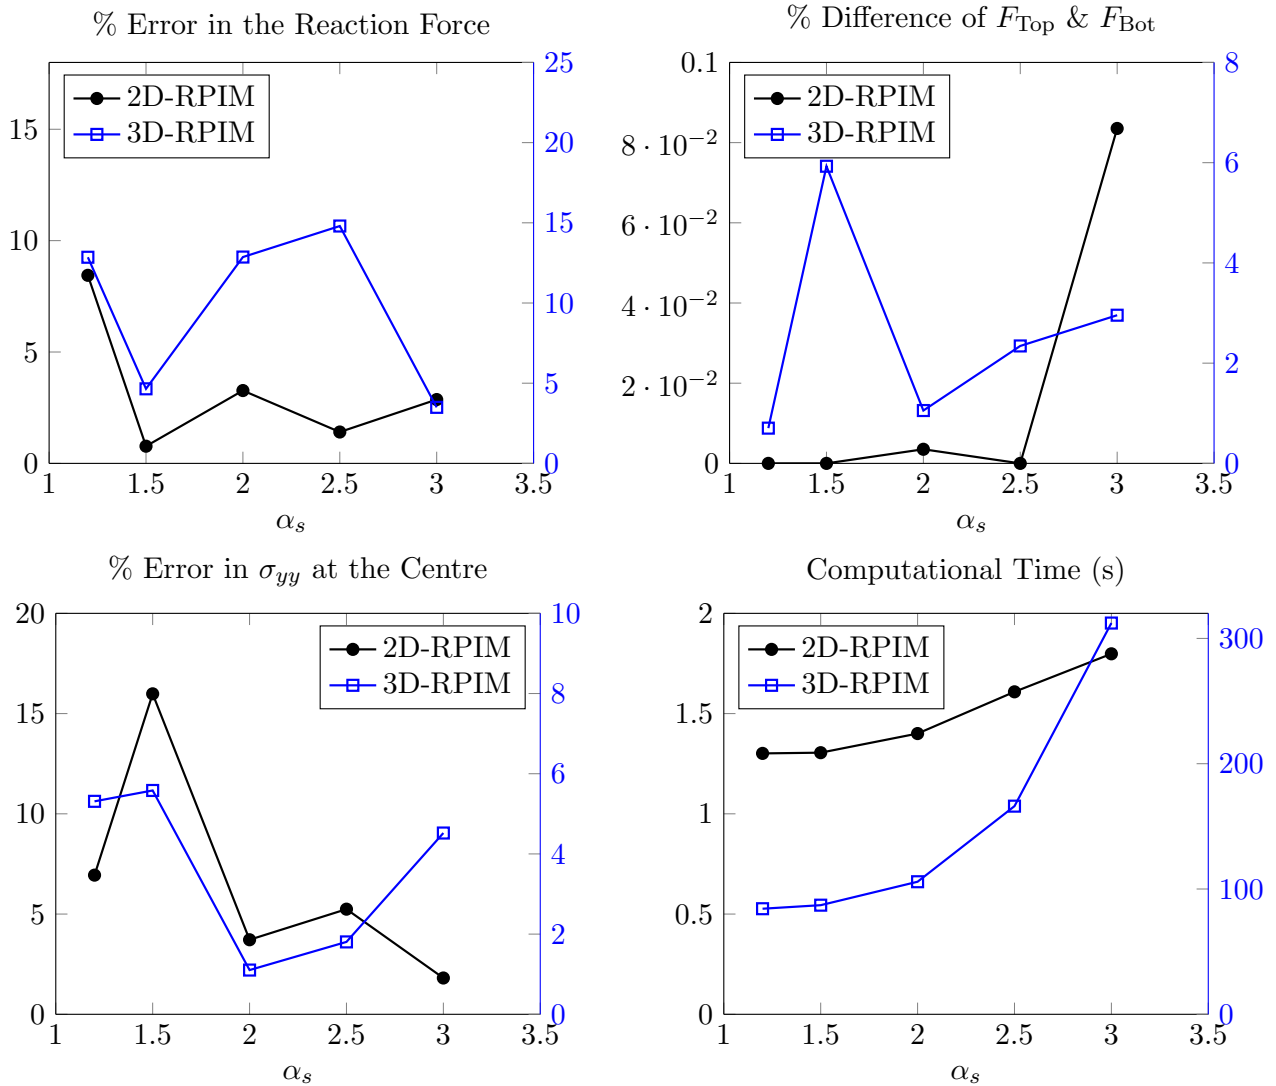 % Error in the Reaction Force
2D-RPIM
3D-RPIM
0
5
10
15
0
5
10
15
20
25
1 1.5 2 2.5 3 3.5
αₛ
% Difference of F_Top & F_Bot
2D-RPIM
3D-RPIM
0
2 · 10⁻²
4 · 10⁻²
6 · 10⁻²
8 · 10⁻²
0.1
0
2
4
6
8
1 1.5 2 2.5 3 3.5
αₛ
% Error in σ_yy at the Centre
2D-RPIM
3D-RPIM
0
5
10
15
20
0
2
4
6
8
10
1 1.5 2 2.5 3 3.5
αₛ
Computational Time (s)
2D-RPIM
3D-RPIM
0
0.5
1
1.5
2
0
100
200
300
1 1.5 2 2.5 3 3.5
αₛ